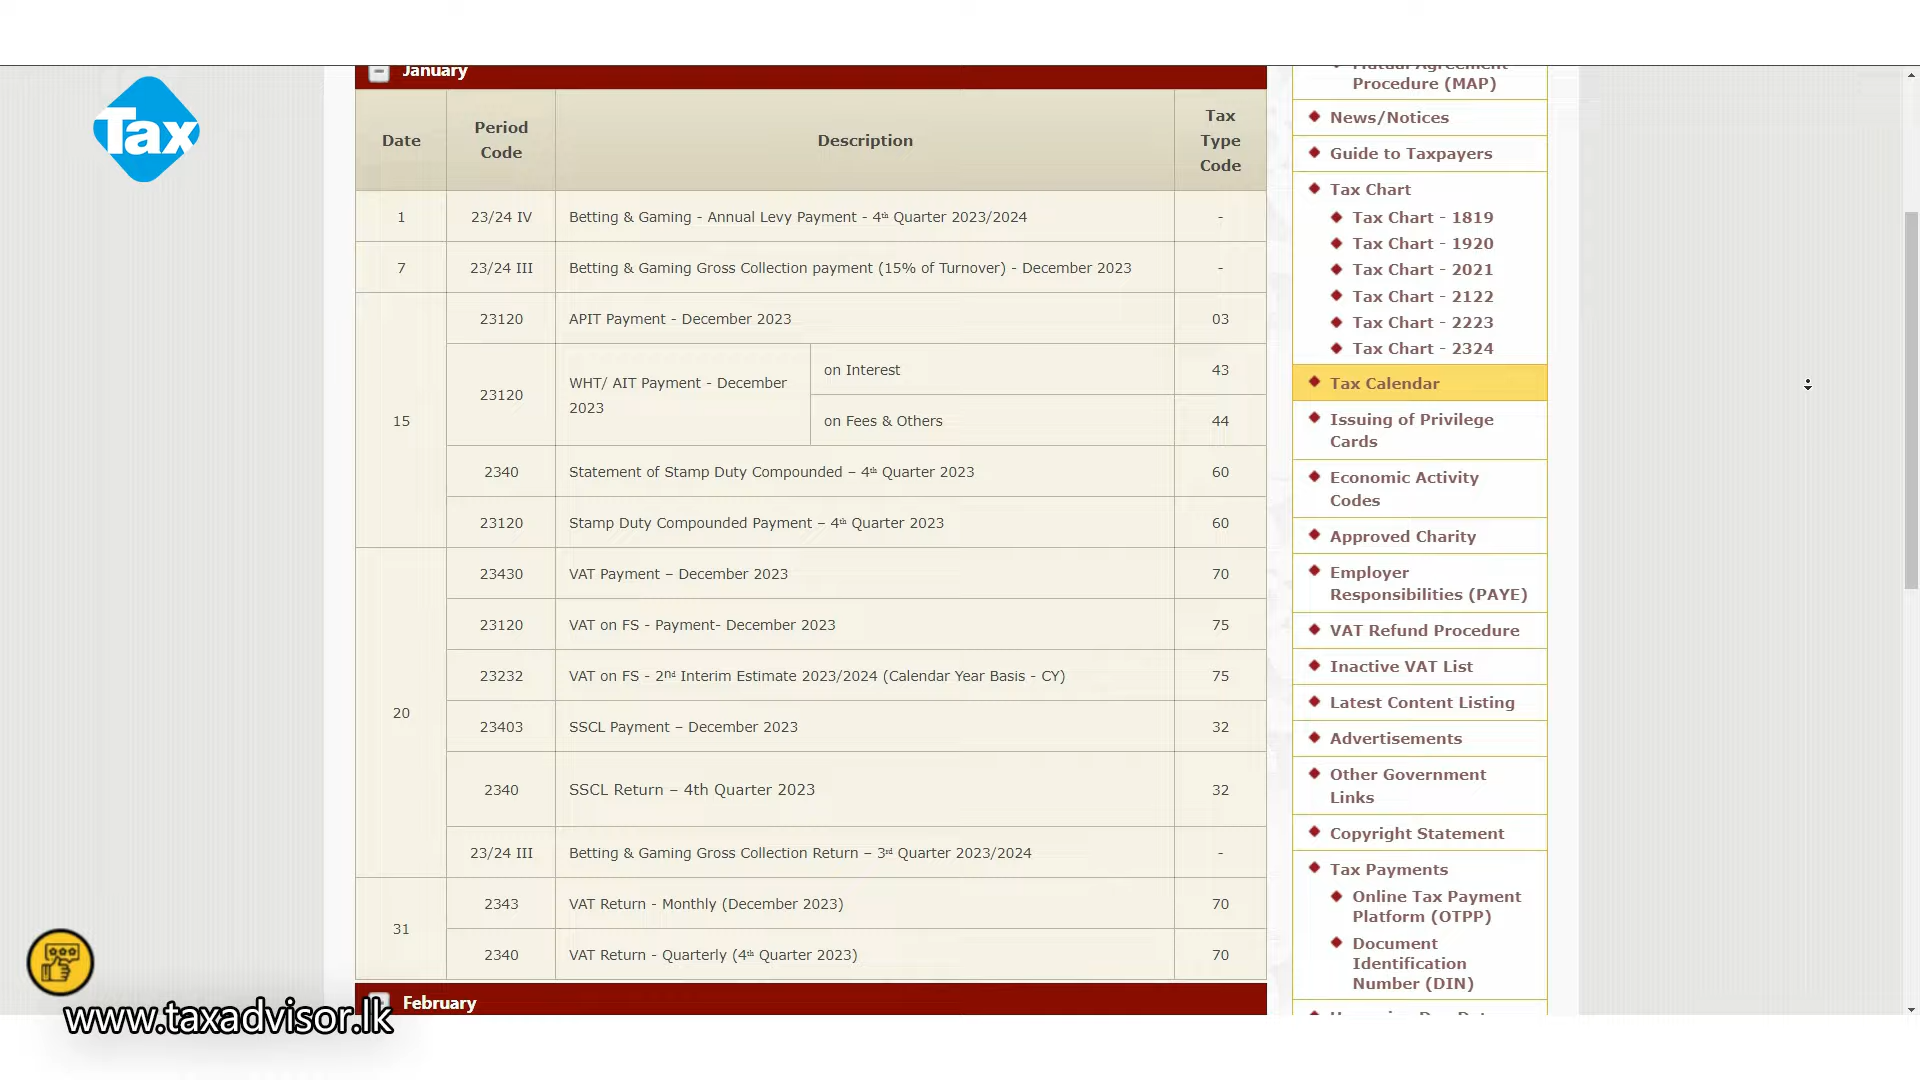 Tax
January
Date
Period
Code
Description
Tax
Type
Code
1
23/24 IV
Betting & Gaming - Annual Levy Payment - 4th Quarter 2023/2024
-
7
23/24 III
Betting & Gaming Gross Collection payment (15% of Turnover) - December 2023
-
15
23120
APIT Payment - December 2023
03
23120
WHT/ AIT Payment - December
2023
on Interest
43
on Fees & Others
44
2340
Statement of Stamp Duty Compounded – 4th Quarter 2023
60
23120
Stamp Duty Compounded Payment – 4th Quarter 2023
60
20
23430
VAT Payment – December 2023
70
23120
VAT on FS - Payment- December 2023
75
23232
VAT on FS - 2nd Interim Estimate 2023/2024 (Calendar Year Basis - CY)
75
23403
SSCL Payment – December 2023
32
2340
SSCL Return – 4th Quarter 2023
32
23/24 III
Betting & Gaming Gross Collection Return – 3rd Quarter 2023/2024
-
31
2343
VAT Return - Monthly (December 2023)
70
2340
VAT Return - Quarterly (4th Quarter 2023)
70
February
Mutual Agreement
Procedure (MAP)
News/Notices
Guide to Taxpayers
Tax Chart
Tax Chart - 1819
Tax Chart - 1920
Tax Chart - 2021
Tax Chart - 2122
Tax Chart - 2223
Tax Chart - 2324
Tax Calendar
Issuing of Privilege
Cards
Economic Activity
Codes
Approved Charity
Employer
Responsibilities (PAYE)
VAT Refund Procedure
Inactive VAT List
Latest Content Listing
Advertisements
Other Government
Links
Copyright Statement
Tax Payments
Online Tax Payment
Platform (OTPP)
Document
Identification
Number (DIN)
www.taxadvisor.lk